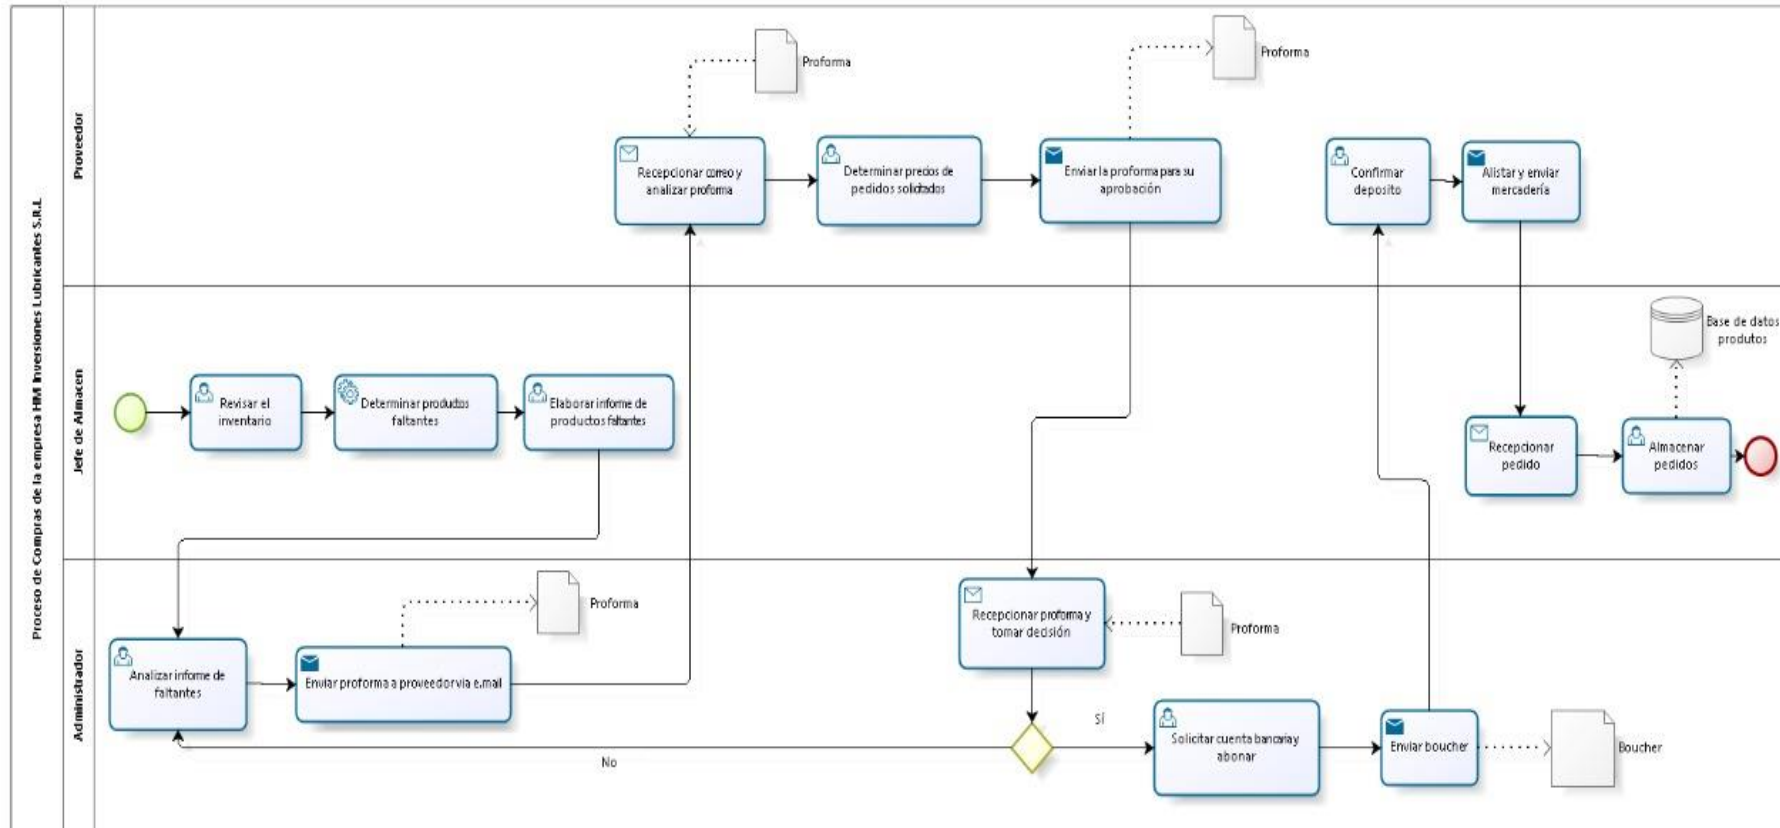 Proceso de Compras de la empresa HM Inversiones Lubricantes S.R.L
Proveedor
Proforma
Proforma
Recepcionar correo y
analizar proforma
Determinar precios de
pedidos solicitados
Enviar la proforma para su
aprobación
Confirmar
deposito
Alistar y enviar
mercadería
Jefe de Almacen
Revisar el
inventario
Determinar productos
faltantes
Elaborar informe de
productos faltantes
Base de datos
produtos
Recepcionar
pedido
Almacenar
pedidos
Administrador
Proforma
Analizar informe de
faltantes
Enviar proforma a proveedor via e.mail
Recepcionar proforma y
tomar decisión
Proforma
Sí
No
Solicitar cuenta bancaria y
abonar
Enviar boucher
Boucher